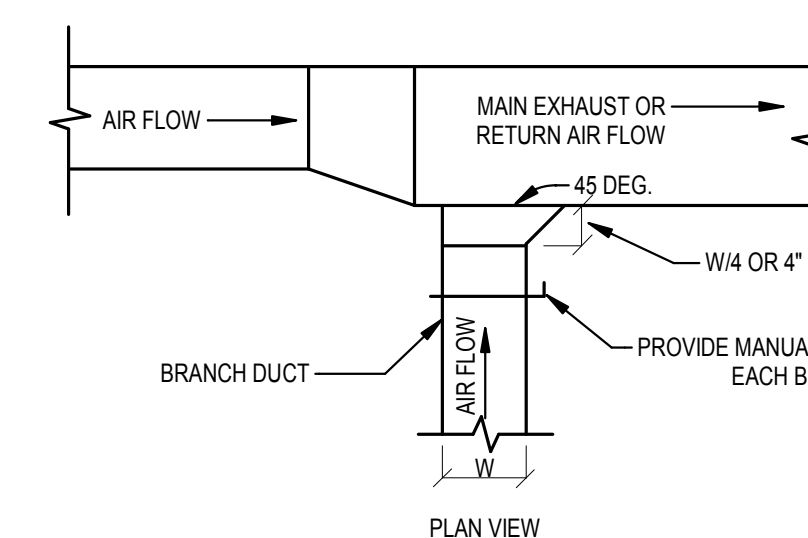 AIR FLOW
MAIN EXHAUST OR
RETURN AIR FLOW
45 DEG.
W/4 OR 4"
PROVIDE MANUA
EACH B
BRANCH DUCT
AIR FLOW
W
PLAN VIEW